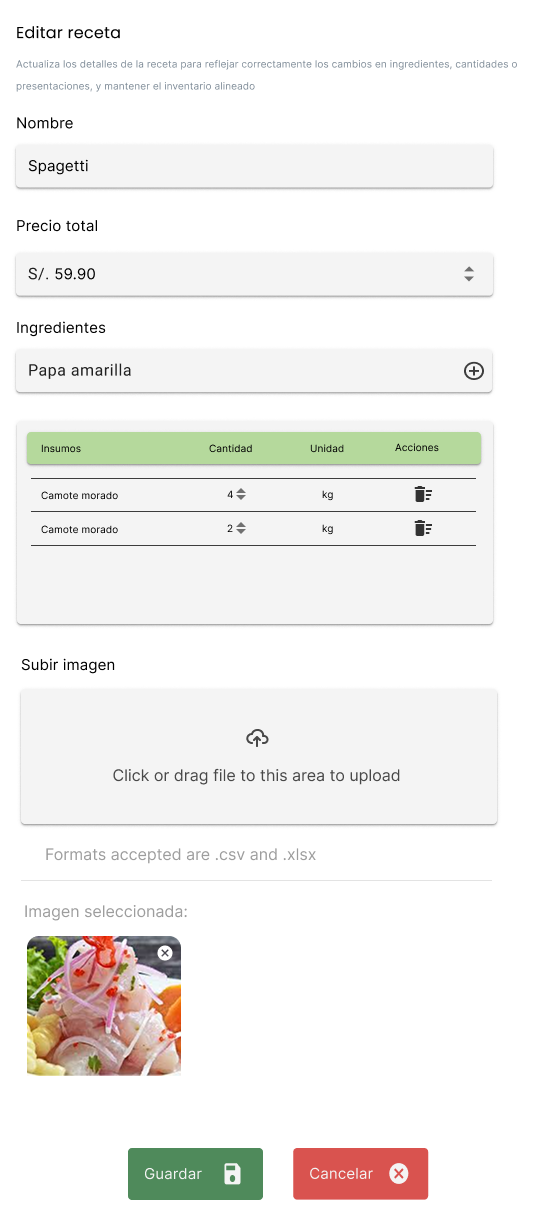 Editar receta
Actualiza los detalles de la receta para reflejar correctamente los cambios en ingredientes, cantidades o
presentaciones, y mantener el inventario alineado
Nombre
Spagetti
Precio total
S/. 59.90
Ingredientes
Papa amarilla
Insumos Cantidad Unidad Acciones
Camote morado 4 kg
Camote morado 2 kg
Subir imagen
Click or drag file to this area to upload
Formats accepted are .csv and .xlsx
Imagen seleccionada:
Guardar Cancelar